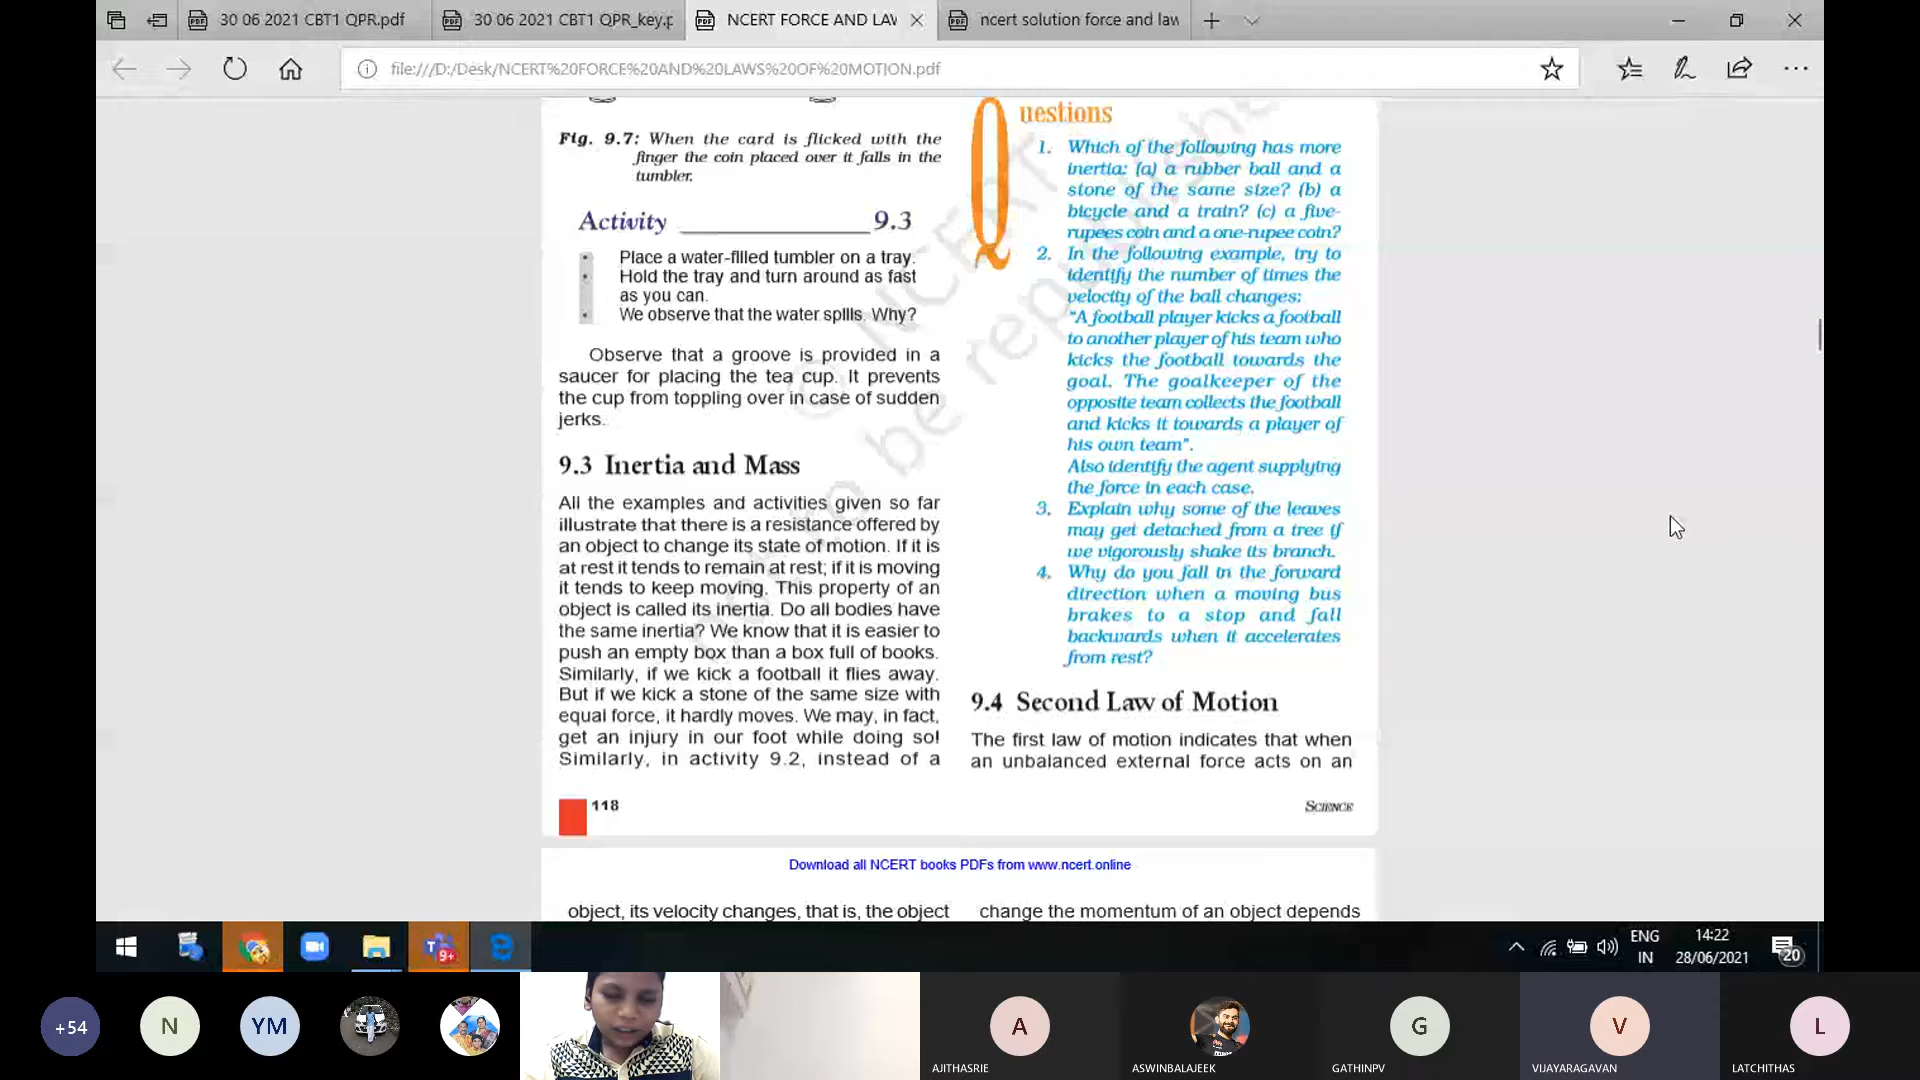 30 06 2021 CBT1 QPR.pdf
30 06 2021 CBT1 QPR_key.p
NCERT FORCE AND LAV
ncert solution force and law
file:///D:/Desk/NCERT%20FORCE%20AND%20LAWS%20OF%20MOTION.pdf
Fig. 9.7: When the card is flicked with the
finger the coin placed over it falls in the
tumbler.
Activity ______________ 9.3
• Place a water-filled tumbler on a tray.
• Hold the tray and turn around as fast
as you can.
• We observe that the water spills. Why?
Observe that a groove is provided in a
saucer for placing the tea cup. It prevents
the cup from toppling over in case of sudden
jerks.
9.3 Inertia and Mass
All the examples and activities given so far
illustrate that there is a resistance offered by
an object to change its state of motion. If it is
at rest it tends to remain at rest; if it is moving
it tends to keep moving. This property of an
object is called its inertia. Do all bodies have
the same inertia? We know that it is easier to
push an empty box than a box full of books.
Similarly, if we kick a football it flies away.
But if we kick a stone of the same size with
equal force, it hardly moves. We may, in fact,
get an injury in our foot while doing so!
Similarly, in activity 9.2, instead of a
Questions
1. Which of the following has more
inertia: (a) a rubber ball and a
stone of the same size? (b) a
bicycle and a train? (c) a five-
rupees coin and a one-rupee coin?
2. In the following example, try to
identify the number of times the
velocity of the ball changes:
"A football player kicks a football
to another player of his team who
kicks the football towards the
goal. The goalkeeper of the
opposite team collects the football
and kicks it towards a player of
his own team".
Also identify the agent supplying
the force in each case.
3. Explain why some of the leaves
may get detached from a tree if
we vigorously shake its branch.
4. Why do you fall in the forward
direction when a moving bus
brakes to a stop and fall
backwards when it accelerates
from rest?
9.4 Second Law of Motion
The first law of motion indicates that when
an unbalanced external force acts on an
© NCERT
not to be republishe
118
SCIENCE
Download all NCERT books PDFs from www.ncert.online
object, its velocity changes, that is, the object
change the momentum of an object depends
9+
ENG
IN
14:22
28/06/2021
20
+54
N
YM
A
G
V
L
AJITHASRIE
ASWINBALAJEEK
GATHINPV
VIJAYARAGAVAN
LATCHITHAS